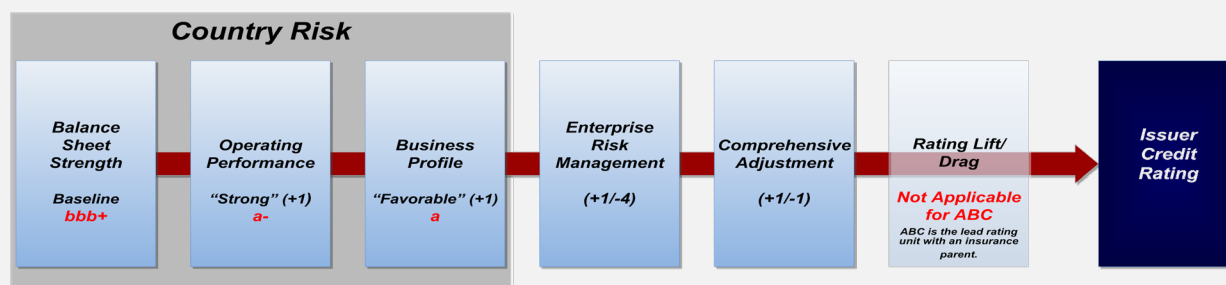 Country Risk
Balance
Sheet
Strength
Baseline
bbb+
Operating
Performance
“Strong” (+1)
a-
Business
Profile
“Favorable” (+1)
a
Enterprise
Risk
Management
(+1/-4)
Comprehensive
Adjustment
(+1/-1)
Rating Lift/
Drag
Not Applicable
for ABC
ABC is the lead rating
unit with an insurance
parent.
Issuer
Credit
Rating